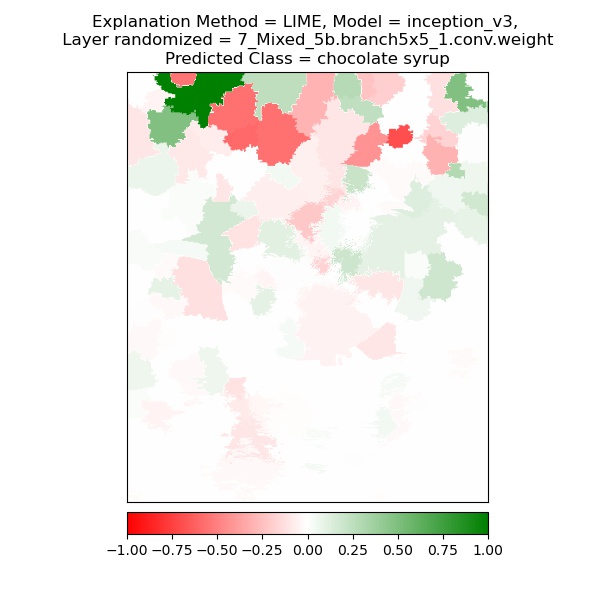 Explanation Method = LIME, Model = inception_v3,
Layer randomized = 7_Mixed_5b.branch5x5_1.conv.weight
Predicted Class = chocolate syrup
−1.00 −0.75 −0.50 −0.25 0.00 0.25 0.50 0.75 1.00